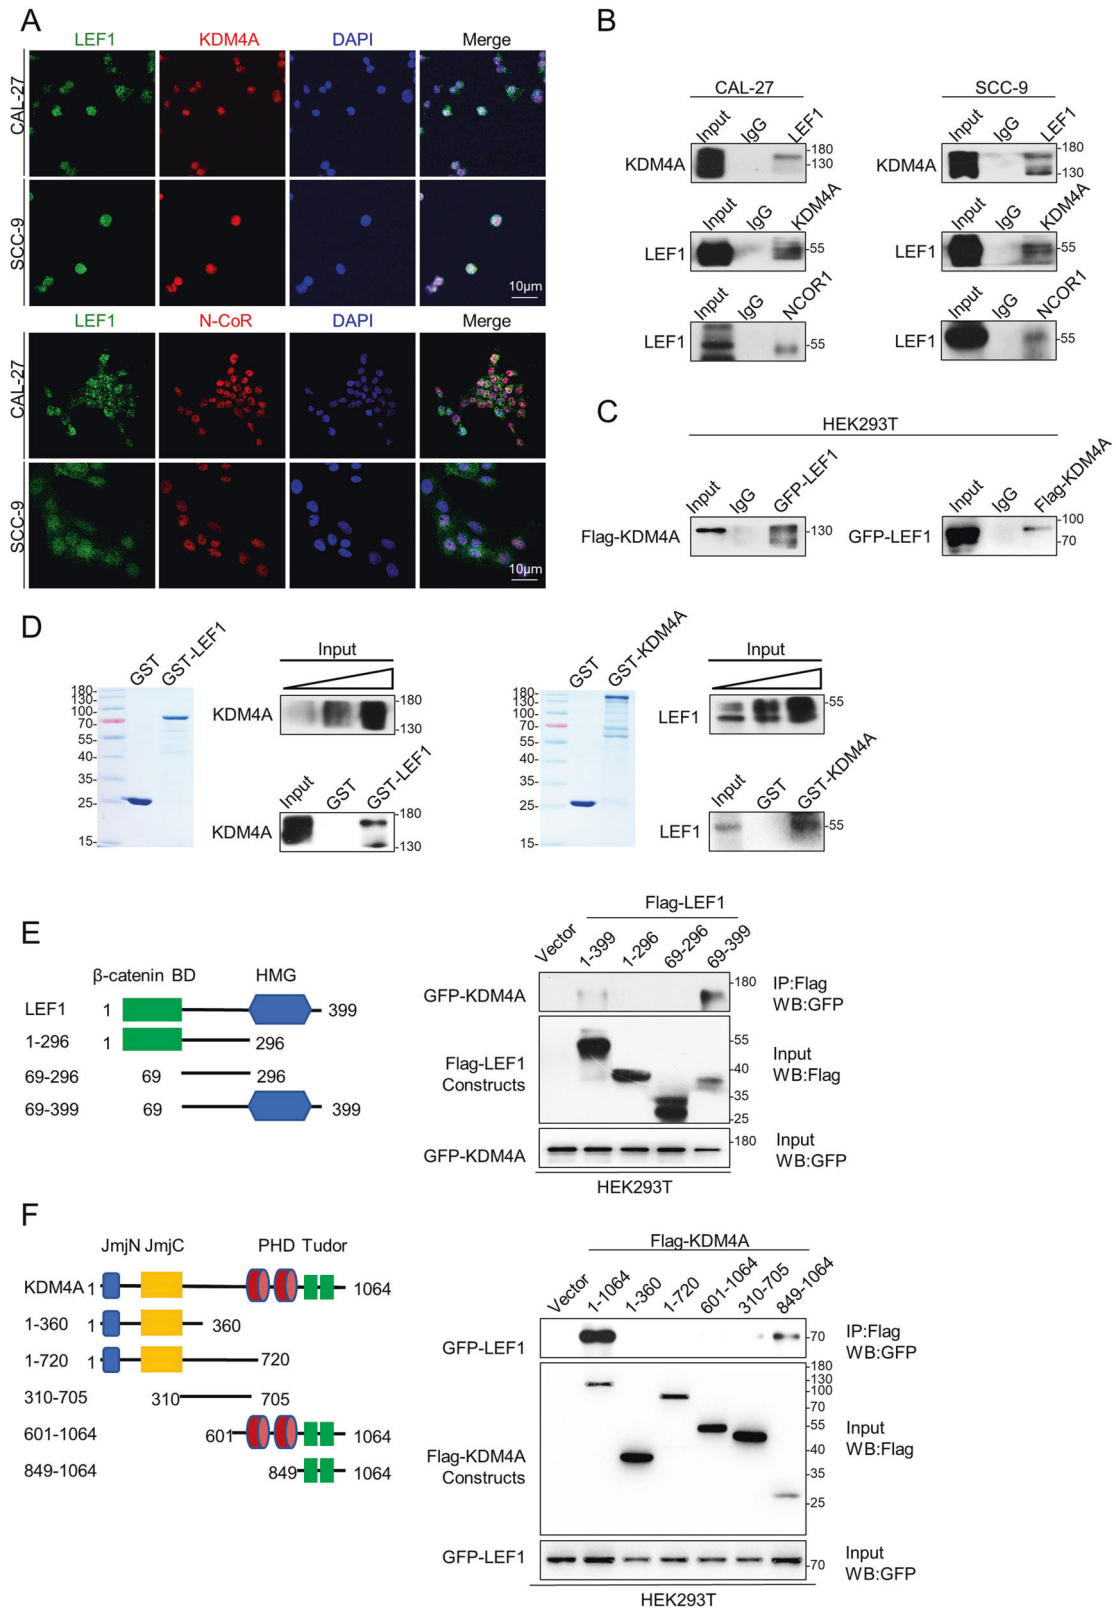 A
LEF1 KDM4A DAPI Merge
CAL-27
SCC-9
10μm
LEF1 N-CoR DAPI Merge
CAL-27
SCC-9
10μm
B
CAL-27
Input IgG LEF1
KDM4A
-180
-130
Input IgG KDM4A
LEF1
-55
Input IgG NCOR1
LEF1
-55
SCC-9
Input IgG LEF1
KDM4A
-180
-130
Input IgG KDM4A
LEF1
-55
Input IgG NCOR1
LEF1
-55
C
HEK293T
Input IgG GFP-LEF1
Flag-KDM4A
-130
Input IgG Flag-KDM4A
GFP-LEF1
-100
-70
D
GST GST-LEF1
180-
130-
100-
70-
55-
40-
35-
25-
15-
Input
KDM4A
-180
-130
Input GST GST-LEF1
KDM4A
-180
-130
GST GST-KDM4A
180-
130-
100-
70-
55-
40-
35-
25-
15-
Input
LEF1
-55
Input GST GST-KDM4A
LEF1
-55
E
β-catenin BD HMG
LEF1 1 399
1-296 1 296
69-296 69 296
69-399 69 399
Flag-LEF1
Vector 1-399 1-296 69-296 69-399
GFP-KDM4A
-180
IP:Flag
WB:GFP
Flag-LEF1
Constructs
-55
-40
-35
-25
Input
WB:Flag
GFP-KDM4A
-180
Input
WB:GFP
HEK293T
F
JmjN JmjC PHD Tudor
KDM4A 1 1064
1-360 1 360
1-720 1 720
310-705 310 705
601-1064 601 1064
849-1064 849 1064
Flag-KDM4A
Vector 1-1064 1-360 1-720 601-1064 310-705 849-1064
GFP-LEF1
-70
IP:Flag
WB:GFP
Flag-KDM4A
Constructs
-180
-130
-100
-70
-55
-40
-35
-25
Input
WB:Flag
GFP-LEF1
-70
Input
WB:GFP
HEK293T